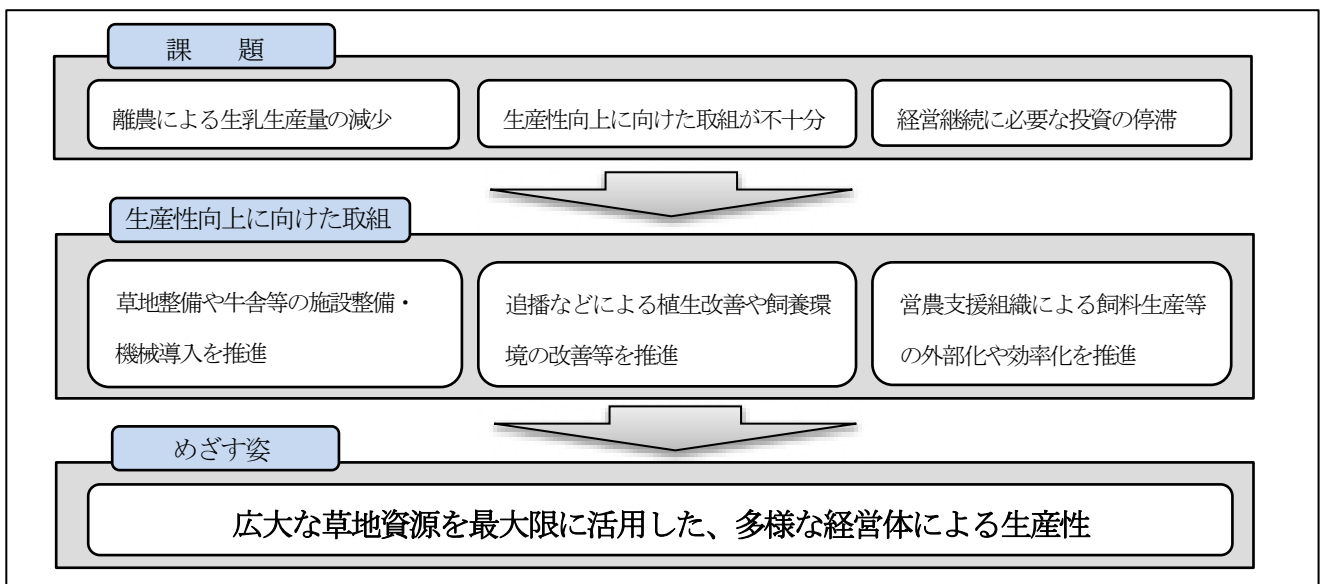 課　題
離農による生乳生産量の減少
生産性向上に向けた取組が不十分
経営継続に必要な投資の停滞
生産性向上に向けた取組
草地整備や牛舎等の施設整備・
機械導入を推進
追播などによる植生改善や飼養環
境の改善等を推進
営農支援組織による飼料生産等
の外部化や効率化を推進
めざす姿
広大な草地資源を最大限に活用した、多様な経営体による生産性